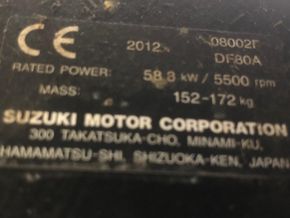 CE 2012. 08002F
DF80A
RATED POWER: 58.8 kW / 5500 rpm
MASS: 152-172 kg
SUZUKI MOTOR CORPORATION
300 TAKATSUKA-CHO, MINAMI-KU,
HAMAMATSU-SHI, SHIZUOKA-KEN, JAPAN